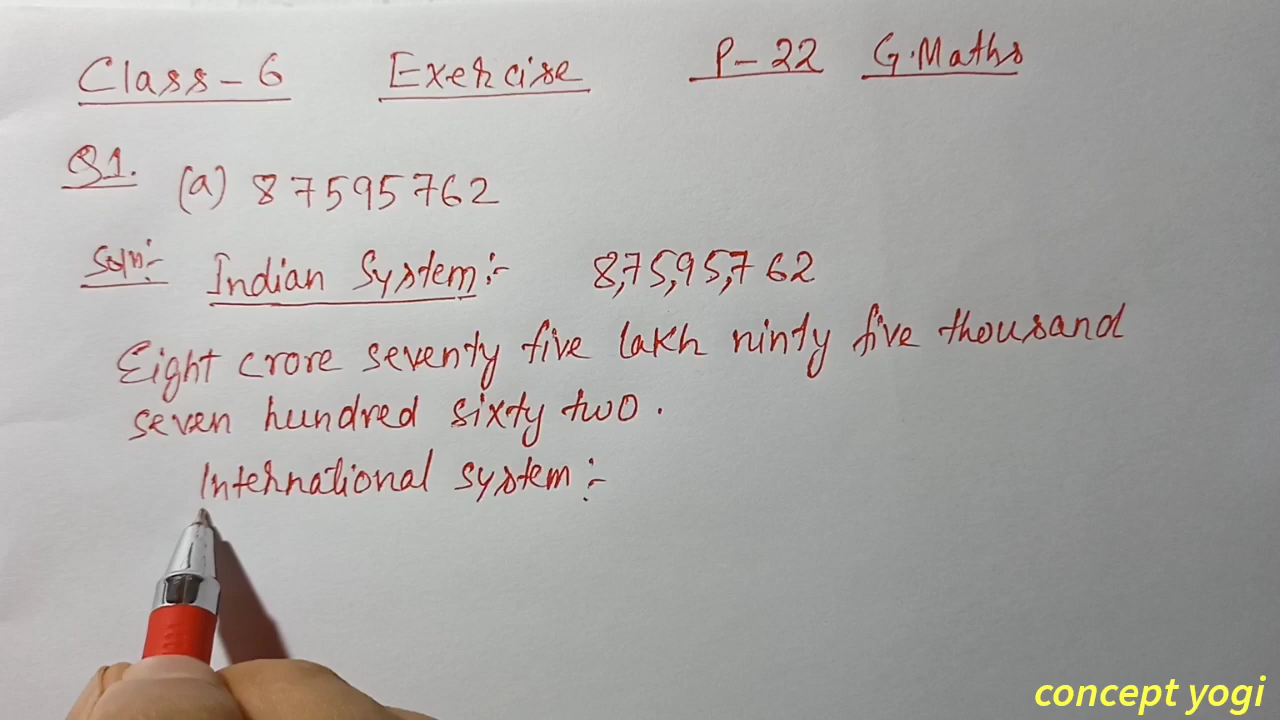 Class-6 Exercise P-22 G.Maths
Q1. (a) 87595762
Soln:- Indian System:- 8,75,95,762
Eight crore seventy five lakh ninty five thousand
seven hundred sixty two.
International system:-
concept yogi